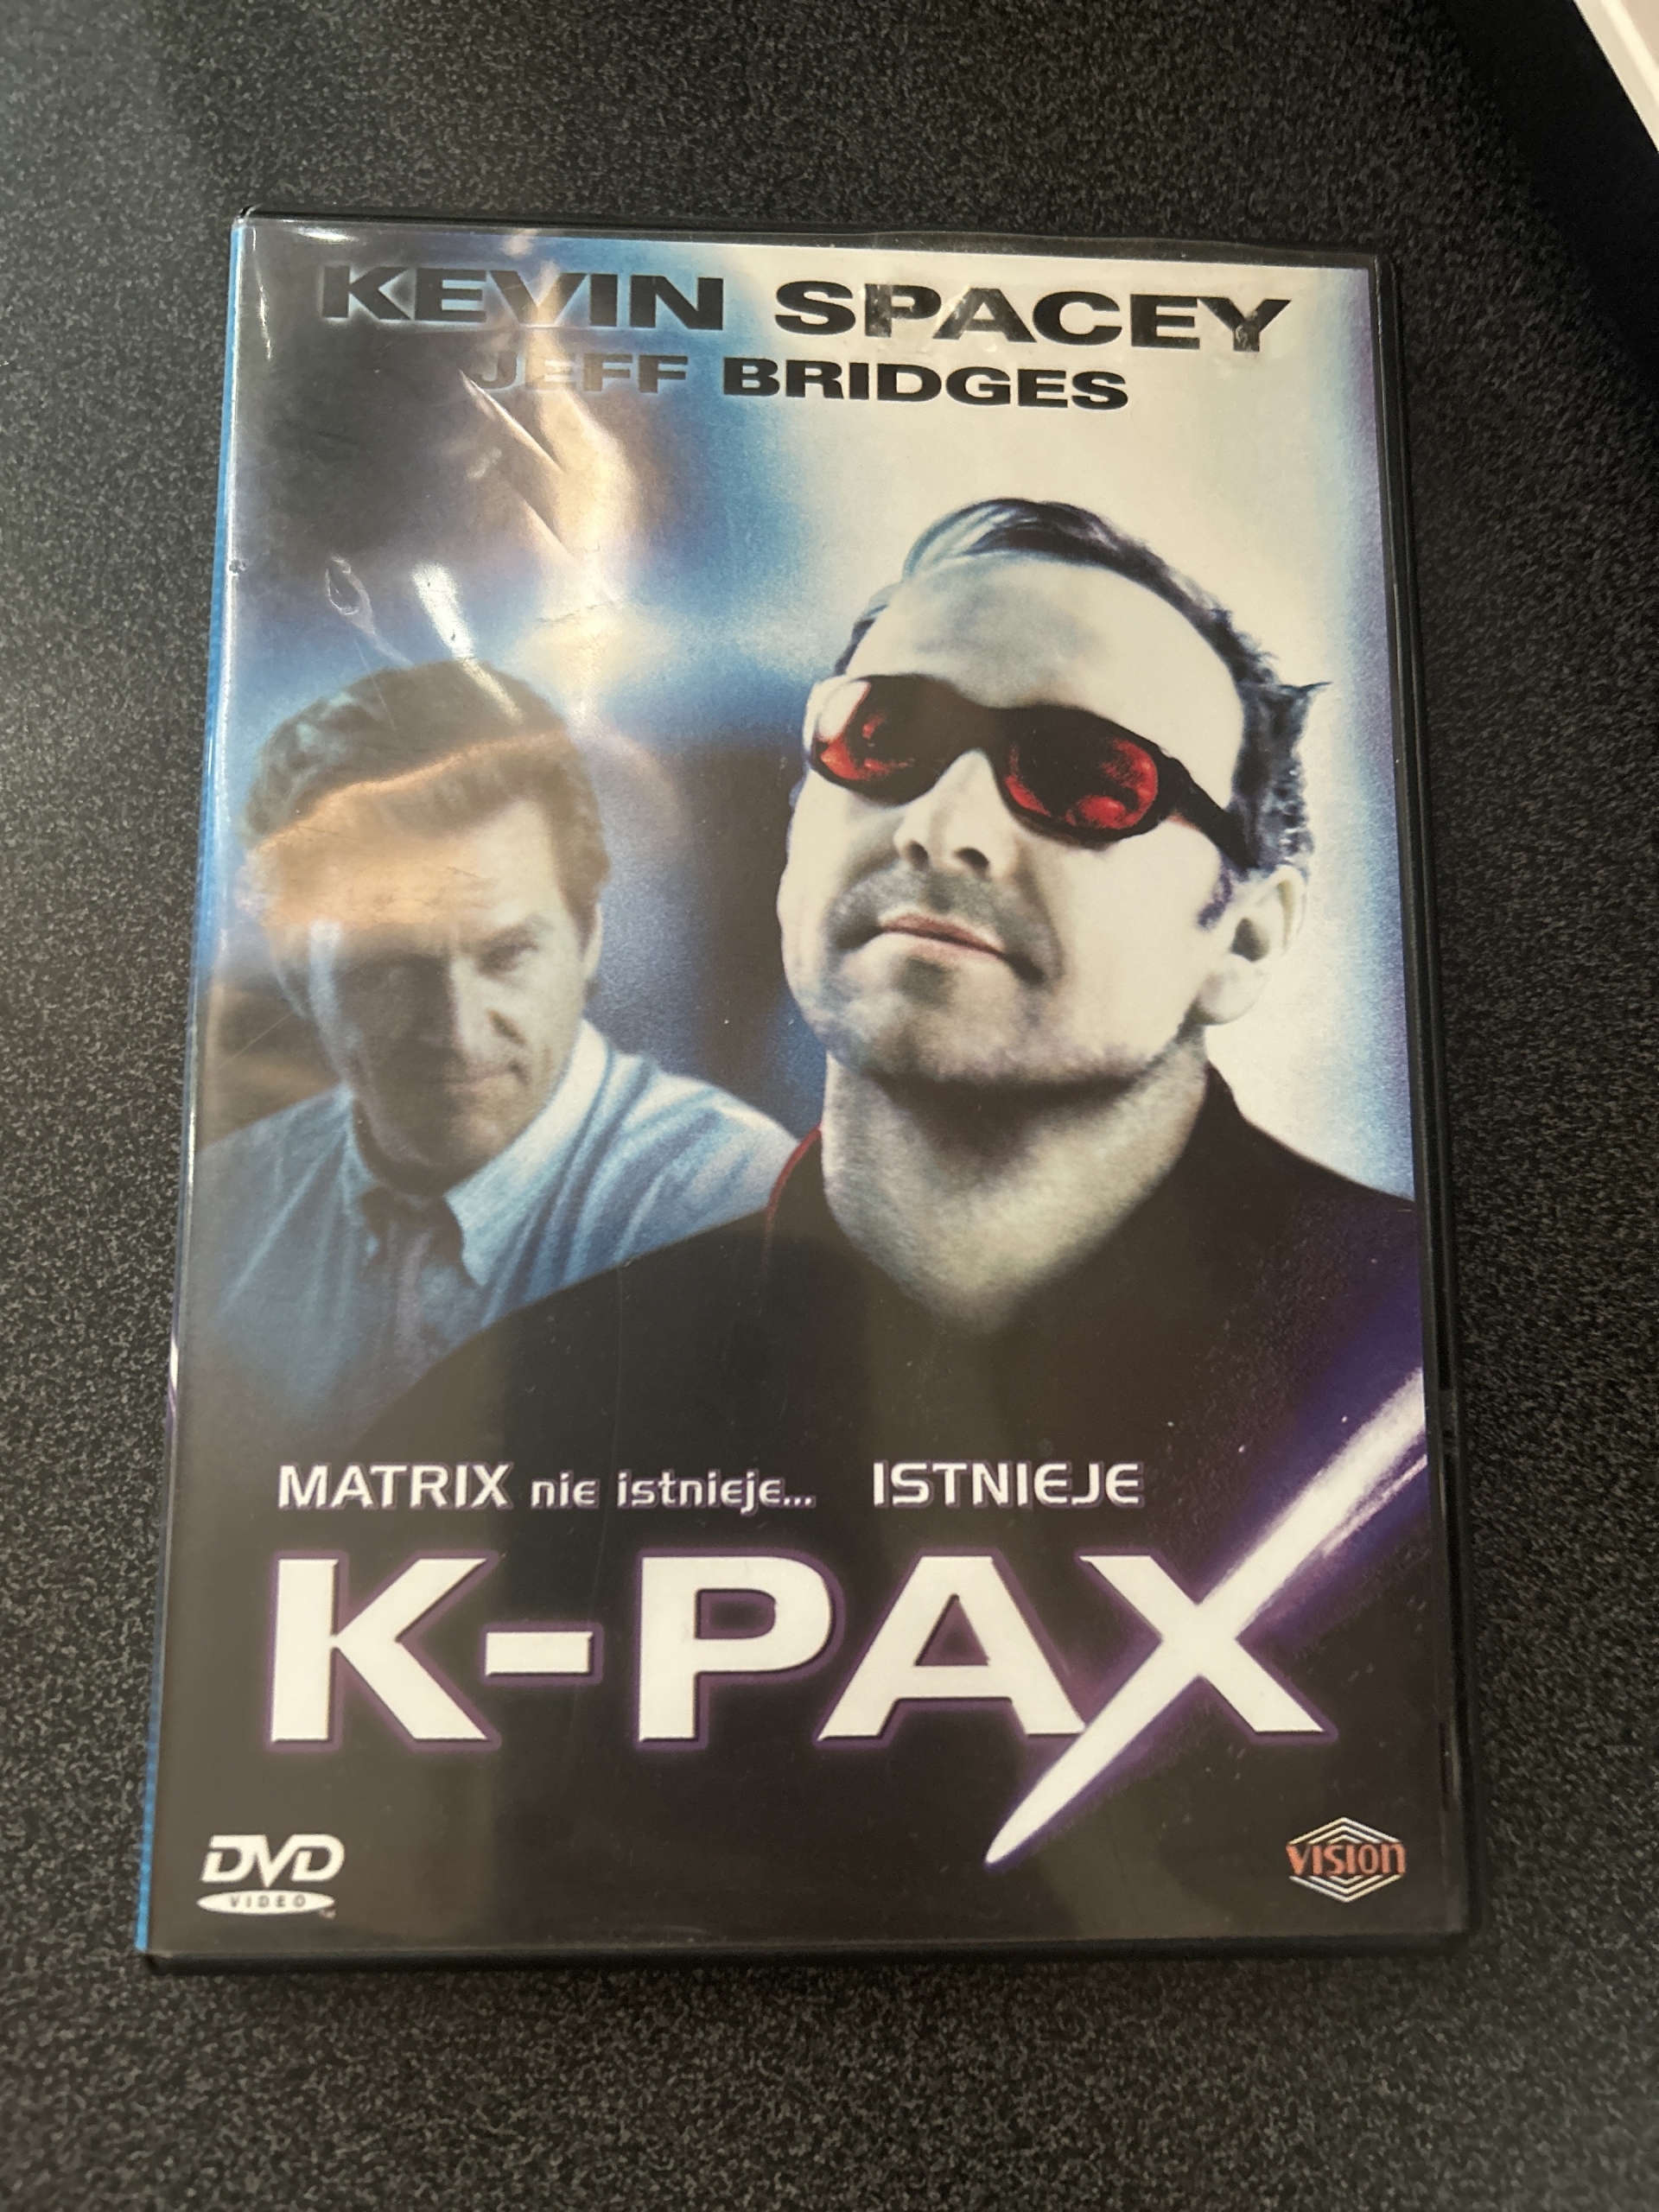 KEVIN SPACEY
JEFF BRIDGES
MATRIX nie istnieje... ISTNIEJE
K-PAX
DVD
VIDEO
VISION